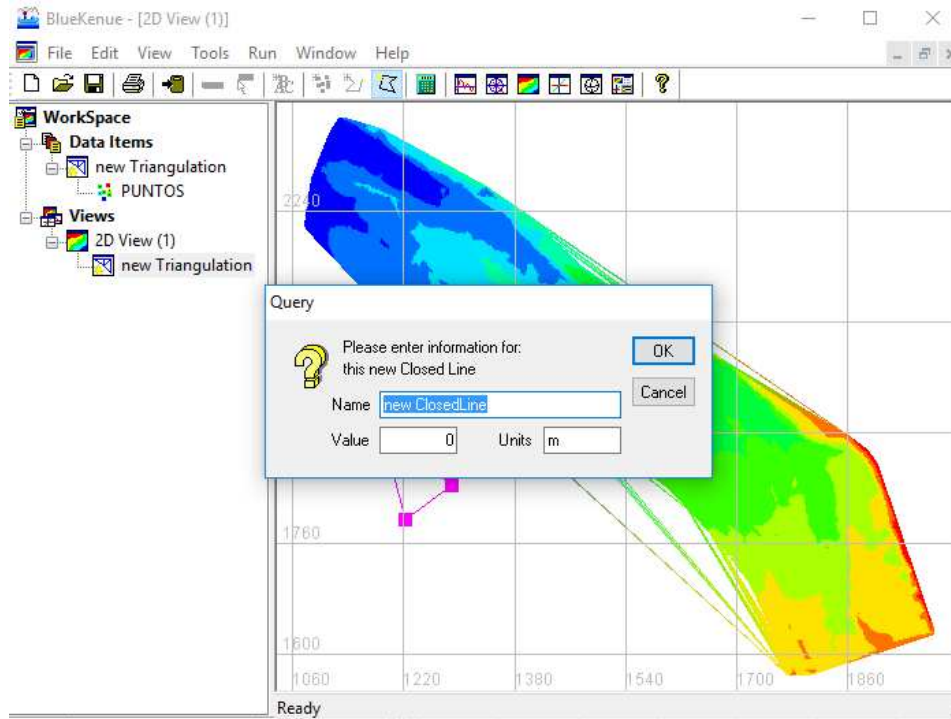 BlueKenue - [2D View (1)]
File Edit View Tools Run Window Help
WorkSpace
Data Items
new Triangulation
PUNTOS
Views
2D View (1)
new Triangulation
2240
Query
Please enter information for:
this new Closed Line
OK
Cancel
Name new ClosedLine
Value 0 Units m
1760
1600
1060 1220 1380 1540 1700 1860
Ready